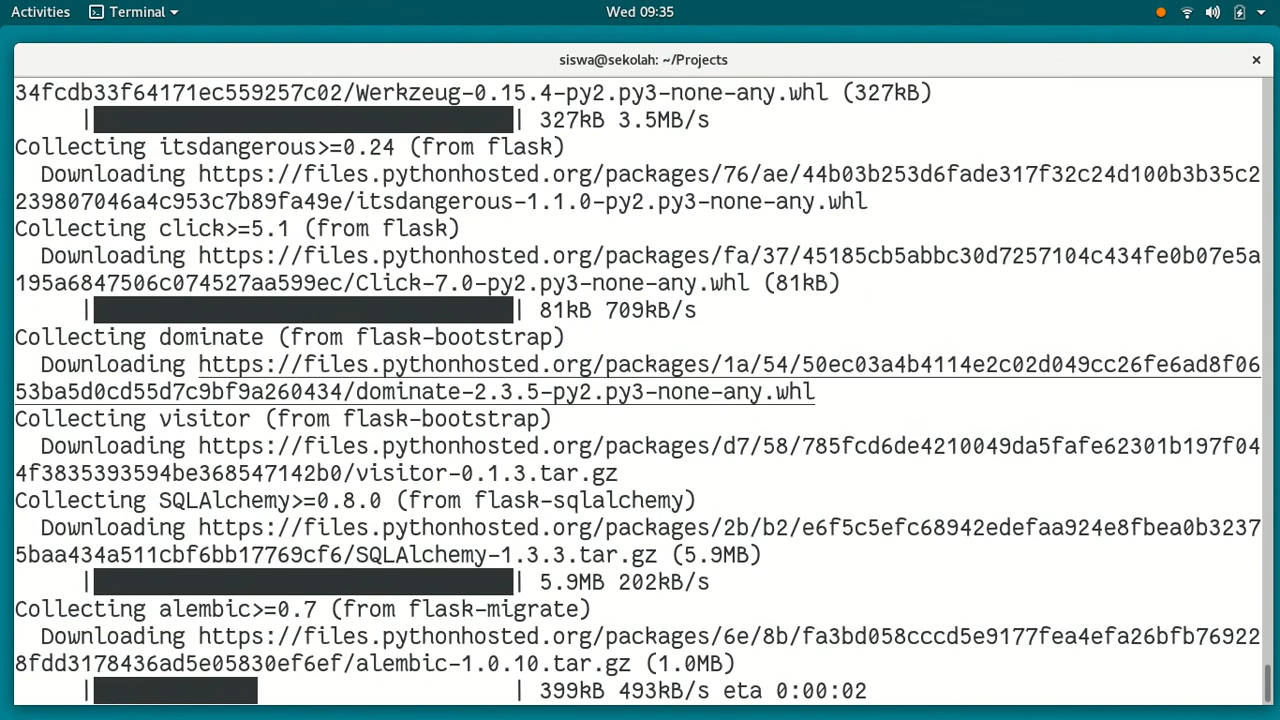 Activities Terminal Wed 09:35
siswa@sekolah: ~/Projects ×
34fcdb33f64171ec559257c02/Werkzeug-0.15.4-py2.py3-none-any.whl (327kB)
| | 327kB 3.5MB/s
Collecting itsdangerous>=0.24 (from flask)
Downloading https://files.pythonhosted.org/packages/76/ae/44b03b253d6fade317f32c24d100b3b35c2
239807046a4c953c7b89fa49e/itsdangerous-1.1.0-py2.py3-none-any.whl
Collecting click>=5.1 (from flask)
Downloading https://files.pythonhosted.org/packages/fa/37/45185cb5abbc30d7257104c434fe0b07e5a
195a6847506c074527aa599ec/Click-7.0-py2.py3-none-any.whl (81kB)
| | 81kB 709kB/s
Collecting dominate (from flask-bootstrap)
Downloading https://files.pythonhosted.org/packages/1a/54/50ec03a4b4114e2c02d049cc26fe6ad8f06
53ba5d0cd55d7c9bf9a260434/dominate-2.3.5-py2.py3-none-any.whl
Collecting visitor (from flask-bootstrap)
Downloading https://files.pythonhosted.org/packages/d7/58/785fcd6de4210049da5fafe62301b197f04
4f3835393594be368547142b0/visitor-0.1.3.tar.gz
Collecting SQLAlchemy>=0.8.0 (from flask-sqlalchemy)
Downloading https://files.pythonhosted.org/packages/2b/b2/e6f5c5efc68942edefaa924e8fbea0b3237
5baa434a511cbf6bb17769cf6/SQLAlchemy-1.3.3.tar.gz (5.9MB)
| | 5.9MB 202kB/s
Collecting alembic>=0.7 (from flask-migrate)
Downloading https://files.pythonhosted.org/packages/6e/8b/fa3bd058cccd5e9177fea4efa26bfb76922
8fdd3178436ad5e05830ef6ef/alembic-1.0.10.tar.gz (1.0MB)
| | 399kB 493kB/s eta 0:00:02